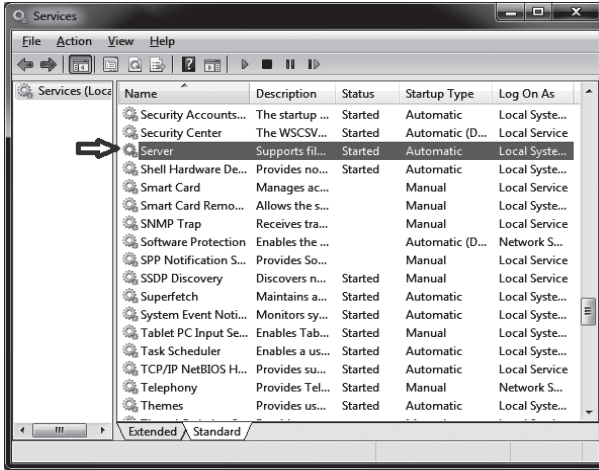 Services
File Action View Help
Services (Loca
Name Description Status Startup Type Log On As
Security Accounts... The startup ... Started Automatic Local Syste...
Security Center The WSCSV... Started Automatic (D... Local Service
Server Supports fil... Started Automatic Local Syste...
Shell Hardware De... Provides no... Started Automatic Local Syste...
Smart Card Manages ac... Manual Local Service
Smart Card Remo... Allows the s... Manual Local Syste...
SNMP Trap Receives tra... Manual Local Service
Software Protection Enables the ... Automatic (D... Network S...
SPP Notification S... Provides So... Manual Local Service
SSDP Discovery Discovers n... Started Manual Local Service
Superfetch Maintains a... Started Automatic Local Syste...
System Event Noti... Monitors sy... Started Automatic Local Syste...
Tablet PC Input Se... Enables Tab... Started Manual Local Syste...
Task Scheduler Enables a us... Started Automatic Local Syste...
TCP/IP NetBIOS H... Provides su... Started Automatic Local Service
Telephony Provides Tel... Started Manual Network S...
Themes Provides us... Started Automatic Local Syste...
Extended Standard